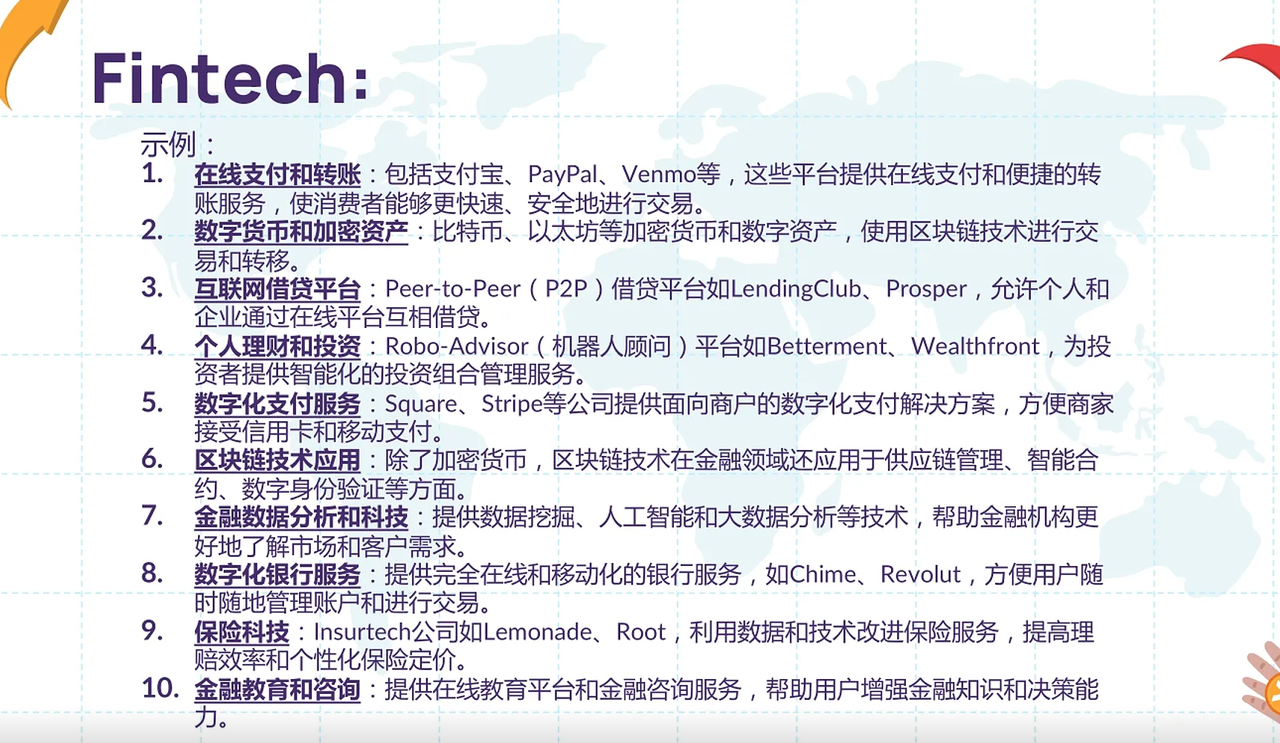 Fintech:
示例：
1. 在线支付和转账：包括支付宝、PayPal、Venmo等，这些平台提供在线支付和便捷的转
账服务，使消费者能够更快速、安全地进行交易。
2. 数字货币和加密资产：比特币、以太坊等加密货币和数字资产，使用区块链技术进行交
易和转移。
3. 互联网借贷平台：Peer-to-Peer（P2P）借贷平台如LendingClub、Prosper，允许个人和
企业通过在线平台互相借贷。
4. 个人理财和投资：Robo-Advisor（机器人顾问）平台如Betterment、Wealthfront，为投
资者提供智能化的投资组合管理服务。
5. 数字化支付服务：Square、Stripe等公司提供面向商户的数字化支付解决方案，方便商家
接受信用卡和移动支付。
6. 区块链技术应用：除了加密货币，区块链技术在金融领域还应用于供应链管理、智能合
约、数字身份验证等方面。
7. 金融数据分析和科技：提供数据挖掘、人工智能和大数据分析等技术，帮助金融机构更
好地了解市场和客户需求。
8. 数字化银行服务：提供完全在线和移动化的银行服务，如Chime、Revolut，方便用户随
时随地管理账户和进行交易。
9. 保险科技：Insurtech公司如Lemonade、Root，利用数据和技术改进保险服务，提高理
赔效率和个性化保险定价。
10. 金融教育和咨询：提供在线教育平台和金融咨询服务，帮助用户增强金融知识和决策能
力。